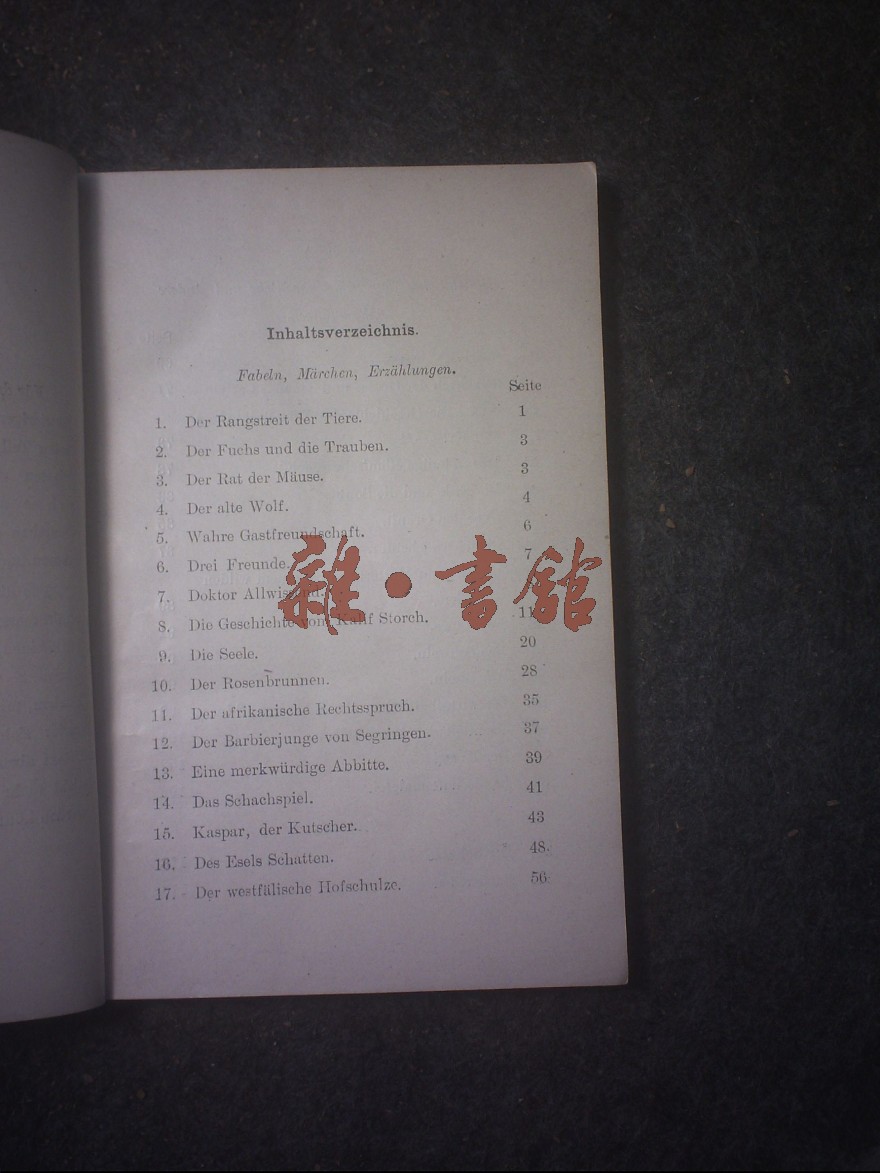 Inhaltsverzeichnis.
Fabeln, Märchen, Erzählungen.
Seite
1. Der Rangstreit der Tiere. 1
2. Der Fuchs und die Trauben. 3
3. Der Rat der Mäuse. 3
4. Der alte Wolf. 4
5. Wahre Gastfreundschaft. 6
6. Drei Freunde. 7
7. Doktor Allwissend.
8. Die Geschichte vom Kalif Storch. 11
9. Die Seele. 20
10. Der Rosenbrunnen. 28
11. Der afrikanische Rechtsspruch. 35
12. Der Barbierjunge von Segringen. 37
13. Eine merkwürdige Abbitte. 39
14. Das Schachspiel. 41
15. Kaspar, der Kutscher. 43
16. Des Esels Schatten. 48
17. Der westfälische Hofschulze. 56
雜·書館